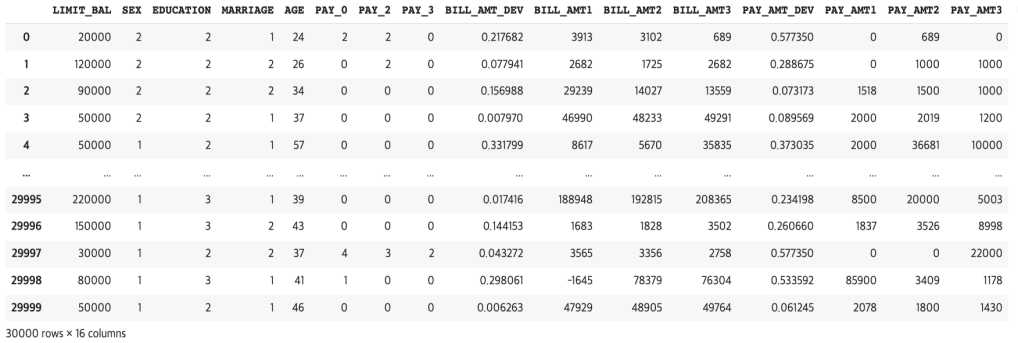 LIMIT_BAL SEX EDUCATION MARRIAGE AGE PAY_0 PAY_2 PAY_3 BILL_AMT_DEV BILL_AMT1 BILL_AMT2 BILL_AMT3 PAY_AMT_DEV PAY_AMT1 PAY_AMT2 PAY_AMT3
0 20000 2 2 1 24 2 2 0 0.217682 3913 3102 689 0.577350 0 689 0
1 120000 2 2 2 26 0 2 0 0.077941 2682 1725 2682 0.288675 0 1000 1000
2 90000 2 2 2 34 0 0 0 0.156988 29239 14027 13559 0.073173 1518 1500 1000
3 50000 2 2 1 37 0 0 0 0.007970 46990 48233 49291 0.089569 2000 2019 1200
4 50000 1 2 1 57 0 0 0 0.331799 8617 5670 35835 0.373035 2000 36681 10000
... ... ... ... ... ... ... ... ... ... ... ... ... ... ... ... ...
29995 220000 1 3 1 39 0 0 0 0.017416 188948 192815 208365 0.234198 8500 20000 5003
29996 150000 1 3 2 43 0 0 0 0.144153 1683 1828 3502 0.260660 1837 3526 8998
29997 30000 1 2 2 37 4 3 2 0.043272 3565 3356 2758 0.577350 0 0 22000
29998 80000 1 3 1 41 1 0 0 0.298061 -1645 78379 76304 0.533592 85900 3409 1178
29999 50000 1 2 1 46 0 0 0 0.006263 47929 48905 49764 0.061245 2078 1800 1430
30000 rows × 16 columns